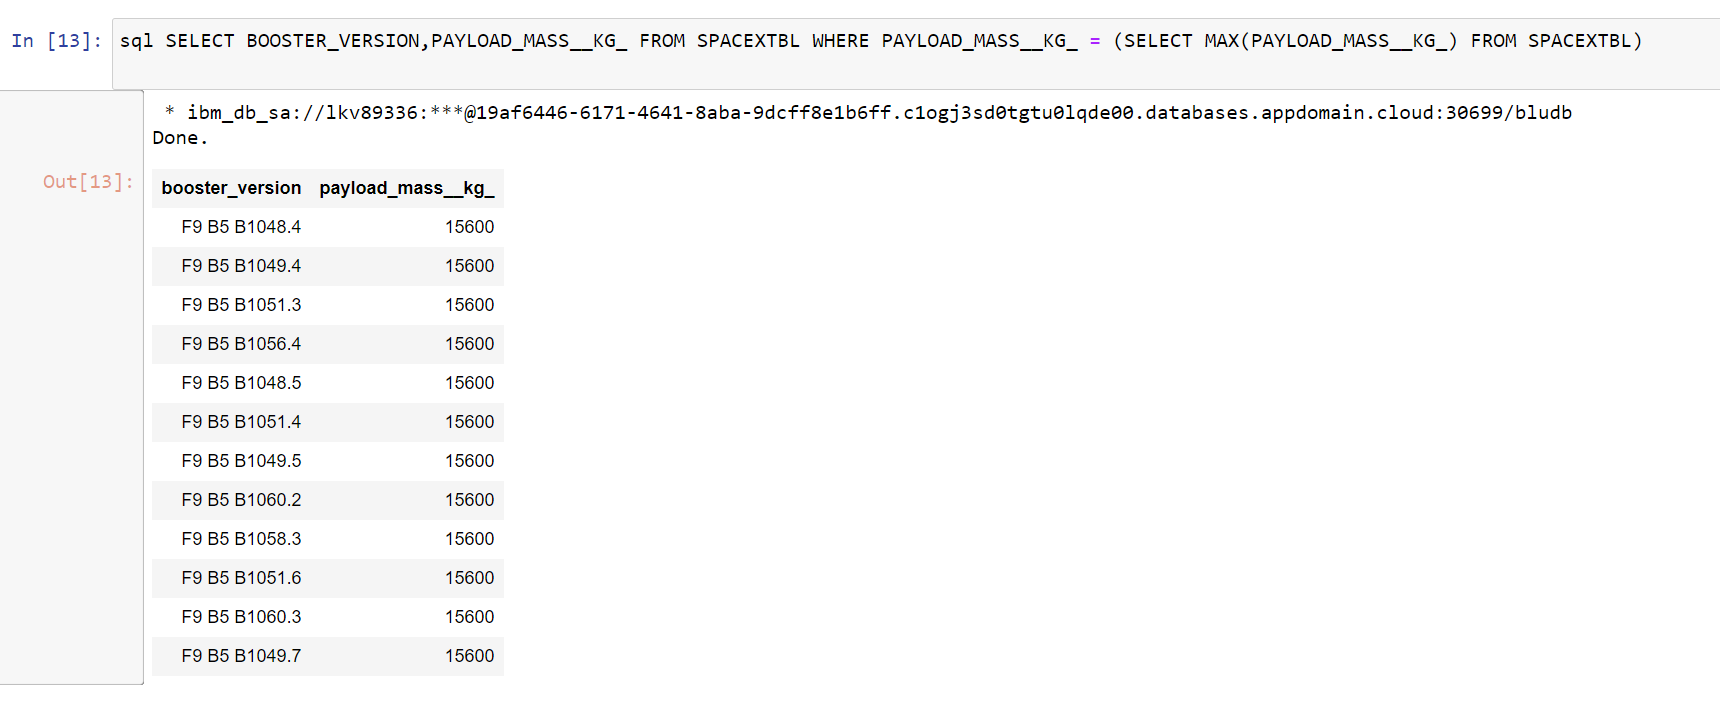 In [13]: sql SELECT BOOSTER_VERSION,PAYLOAD_MASS__KG_ FROM SPACEXTBL WHERE PAYLOAD_MASS__KG_ = (SELECT MAX(PAYLOAD_MASS__KG_) FROM SPACEXTBL)
* ibm_db_sa://lkv89336:***@19af6446-6171-4641-8aba-9dcff8e1b6ff.c1ogj3sd0tgtu0lqde00.databases.appdomain.cloud:30699/bludb
Done.
Out[13]:
booster_version payload_mass__kg_
F9 B5 B1048.4 15600
F9 B5 B1049.4 15600
F9 B5 B1051.3 15600
F9 B5 B1056.4 15600
F9 B5 B1048.5 15600
F9 B5 B1051.4 15600
F9 B5 B1049.5 15600
F9 B5 B1060.2 15600
F9 B5 B1058.3 15600
F9 B5 B1051.6 15600
F9 B5 B1060.3 15600
F9 B5 B1049.7 15600